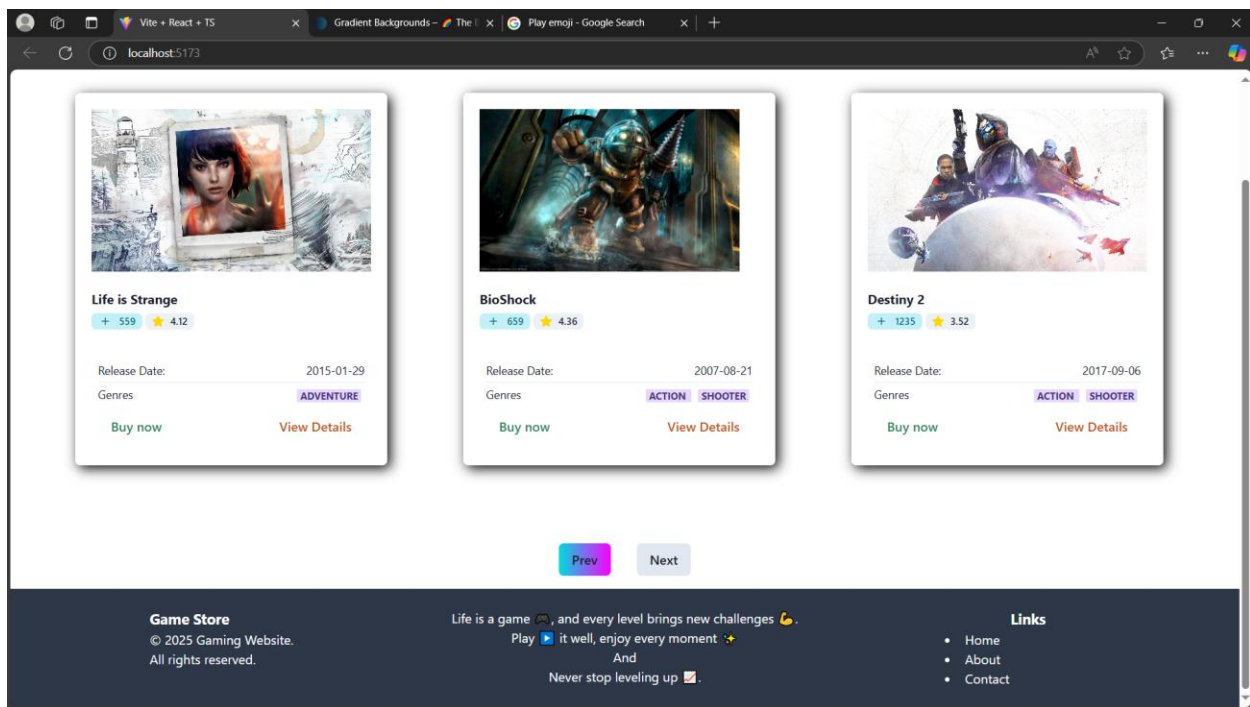 Vite + React + TS
Gradient Backgrounds – 🌈 The
Play emoji - Google Search
localhost:5173
Life is Strange
+ 559 ⭐ 4.12
Release Date: 2015-01-29
Genres ADVENTURE
Buy now View Details
BioShock
+ 659 ⭐ 4.36
Release Date: 2007-08-21
Genres ACTION SHOOTER
Buy now View Details
Destiny 2
+ 1235 ⭐ 3.52
Release Date: 2017-09-06
Genres ACTION SHOOTER
Buy now View Details
Prev Next
Game Store
© 2025 Gaming Website.
All rights reserved.
Life is a game 🎮, and every level brings new challenges 💪.
Play ▶️ it well, enjoy every moment ✨
And
Never stop leveling up 📈.
Links
• Home
• About
• Contact